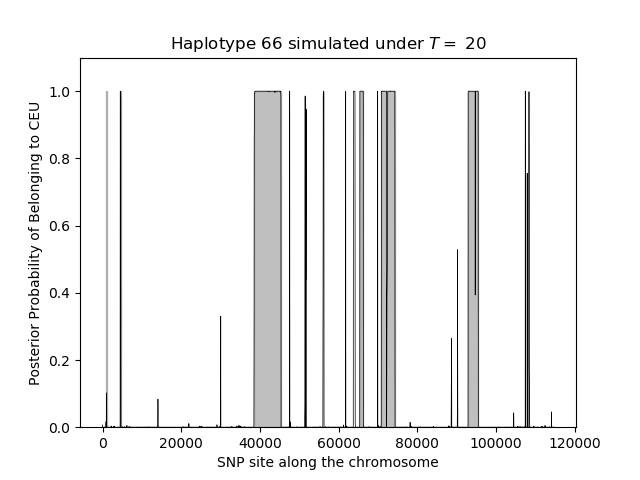 Haplotype 66 simulated under T = 20
Posterior Probability of Belonging to CEU
1.0
0.8
0.6
0.4
0.2
0.0
0 20000 40000 60000 80000 100000 120000
SNP site along the chromosome